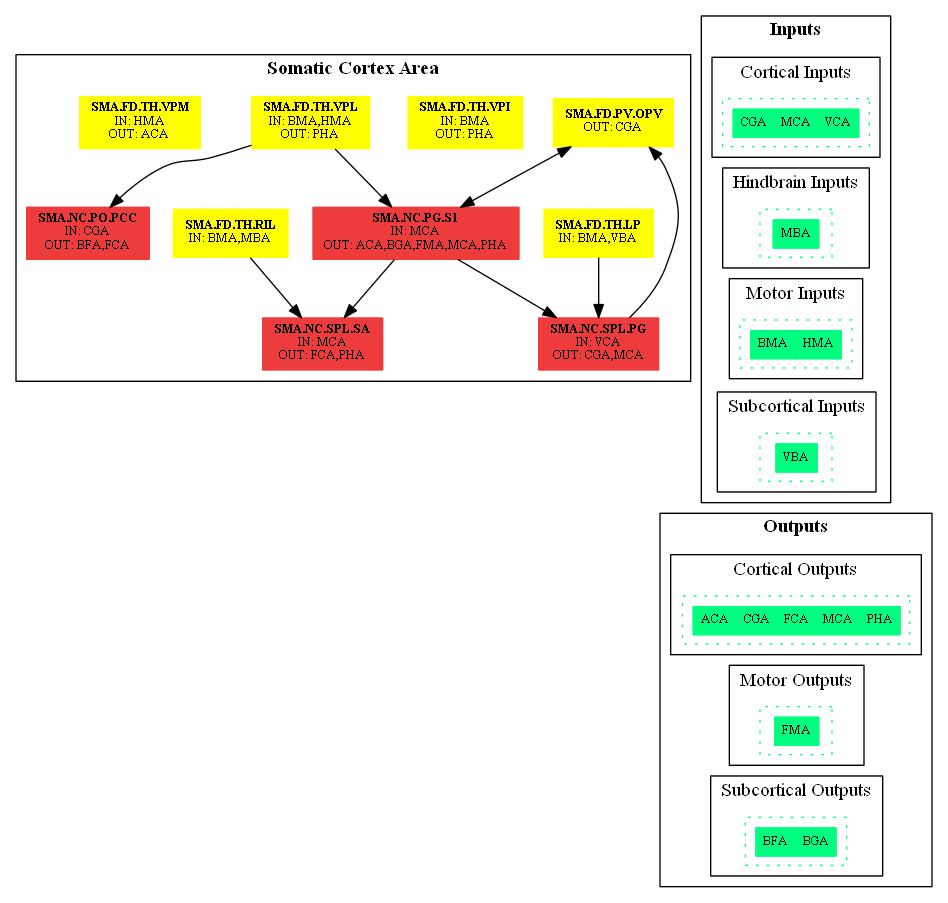 Somatic Cortex Area
SMA.FD.TH.VPM
IN: HMA
OUT: ACA
SMA.FD.TH.VPL
IN: BMA,HMA
OUT: PHA
SMA.FD.TH.VPI
IN: BMA
OUT: PHA
SMA.FD.PV.OPV
OUT: CGA
SMA.NC.PO.PCC
IN: CGA
OUT: BFA,FCA
SMA.FD.TH.RIL
IN: BMA,MBA
SMA.NC.PG.S1
IN: MCA
OUT: ACA,BGA,FMA,MCA,PHA
SMA.FD.TH.LP
IN: BMA,VBA
SMA.NC.SPL.SA
IN: MCA
OUT: FCA,PHA
SMA.NC.SPL.PG
IN: VCA
OUT: CGA,MCA
Inputs
Cortical Inputs
CGA MCA VCA
Hindbrain Inputs
MBA
Motor Inputs
BMA HMA
Subcortical Inputs
VBA
Outputs
Cortical Outputs
ACA CGA FCA MCA PHA
Motor Outputs
FMA
Subcortical Outputs
BFA BGA